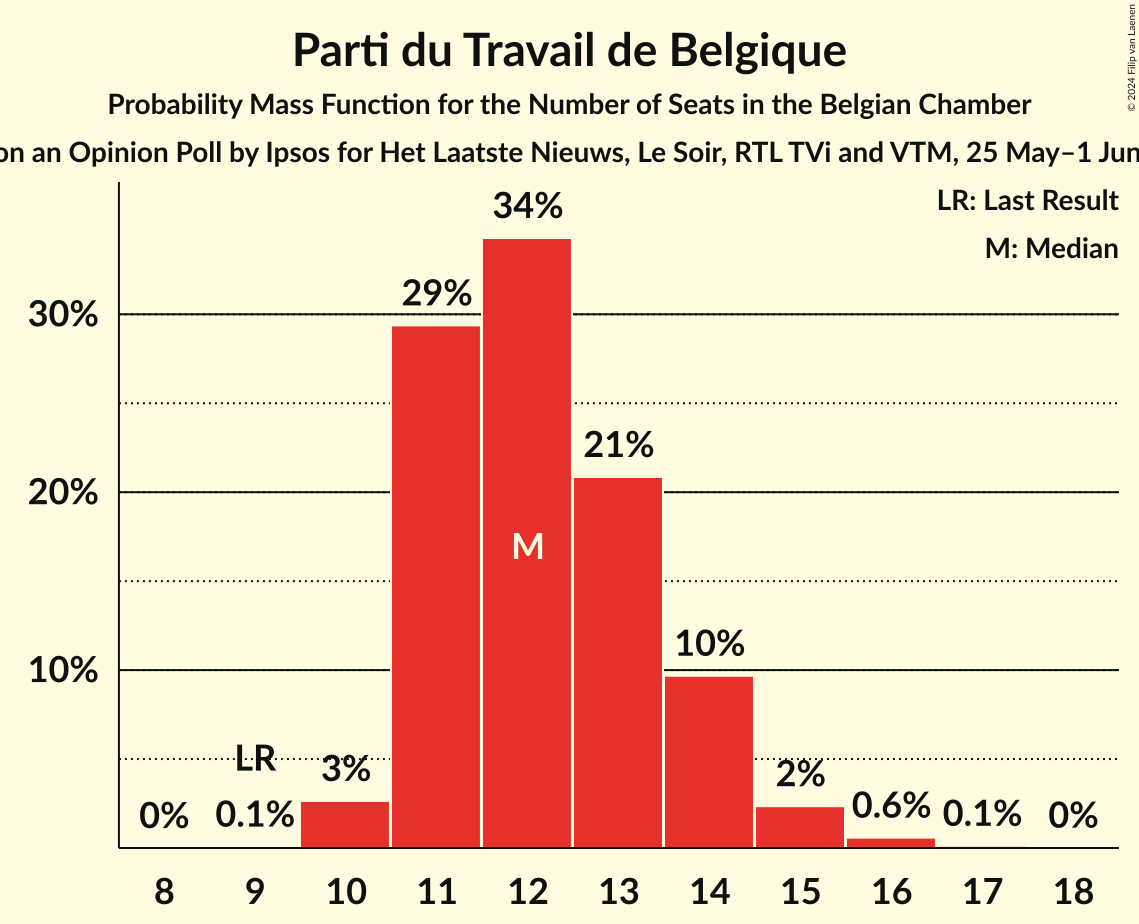 Parti du Travail de Belgique
Probability Mass Function for the Number of Seats in the Belgian Chamber
on an Opinion Poll by Ipsos for Het Laatste Nieuws, Le Soir, RTL TVi and VTM, 25 May–1 Jun
© 2024 Filip van Laenen
LR: Last Result
M: Median
34%
29%
30%
21%
20%
M
10%
10%
LR
3%
2%
0%
0.1%
0.6%
0.1%
0%
8 9 10 11 12 13 14 15 16 17 18